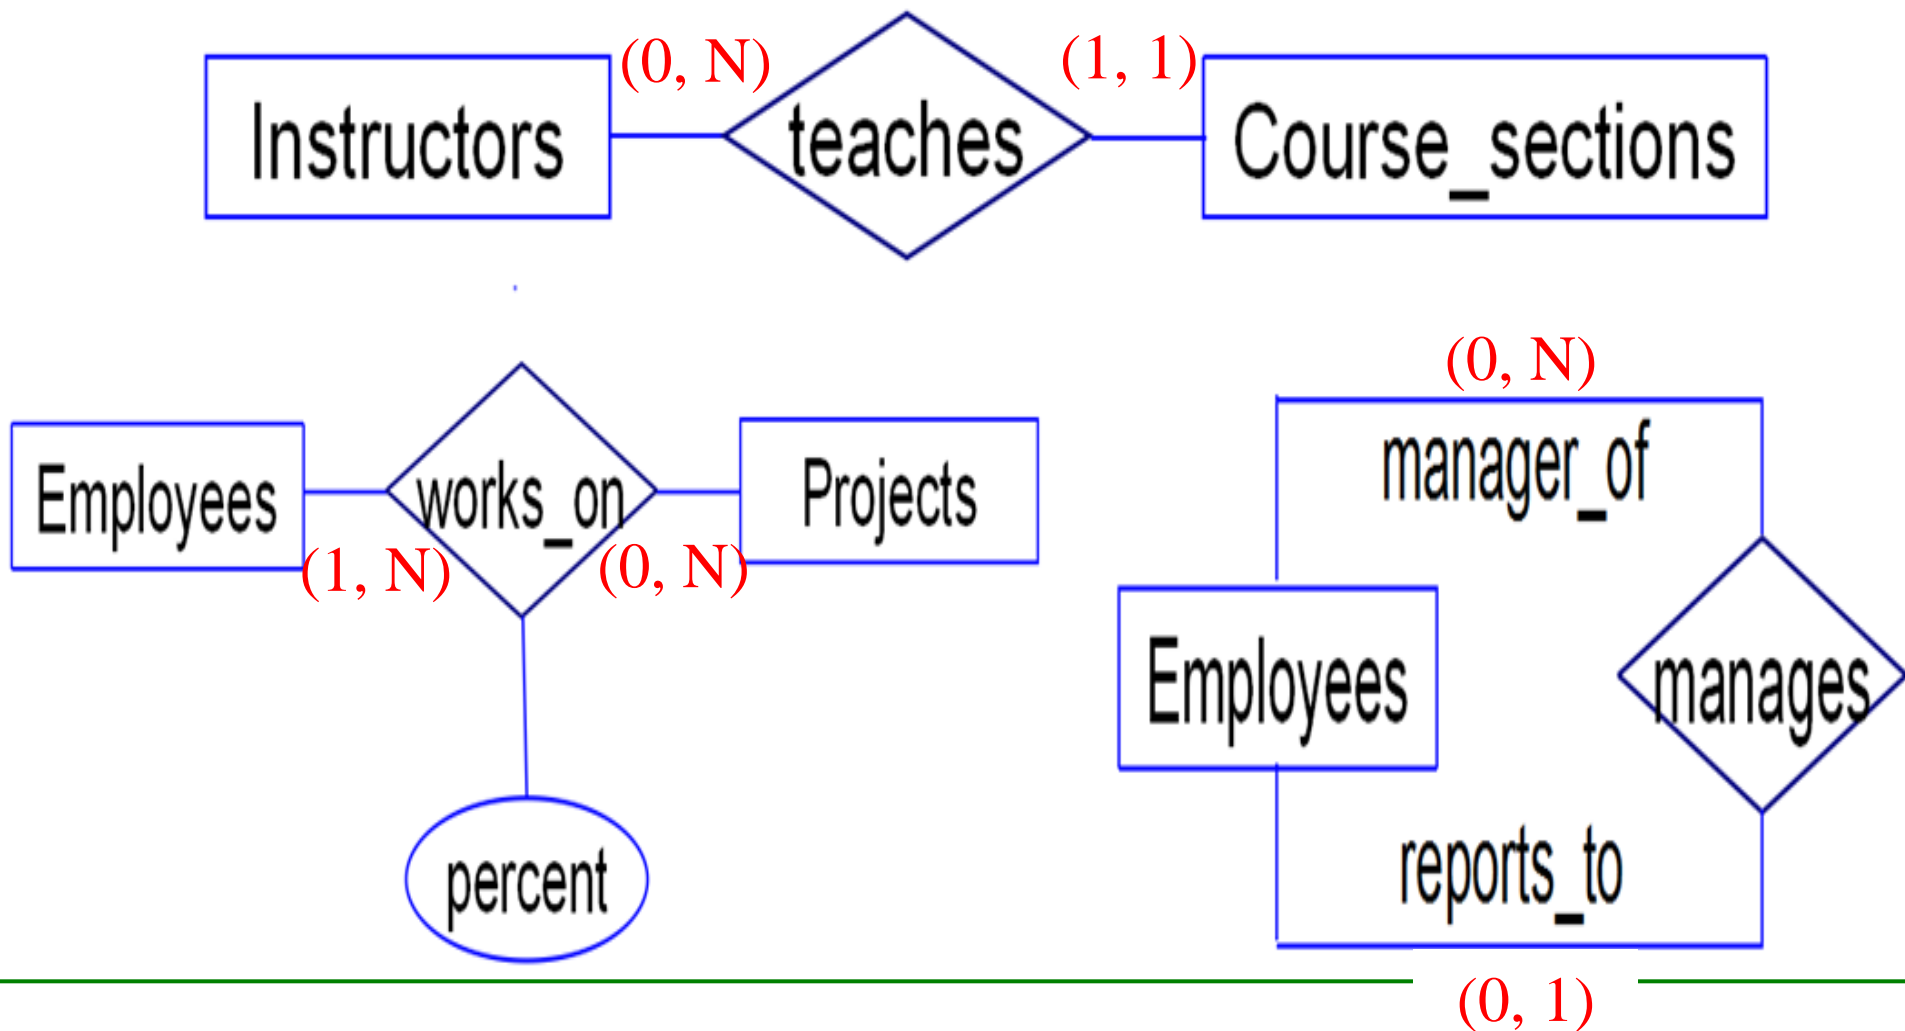 (0, N)
(1, 1)
Instructors
teaches
Course_sections
(0, N)
manager_of
Employees
works_on
Projects
(1, N)
(0, N)
Employees
manages
percent
reports_to
(0, 1)